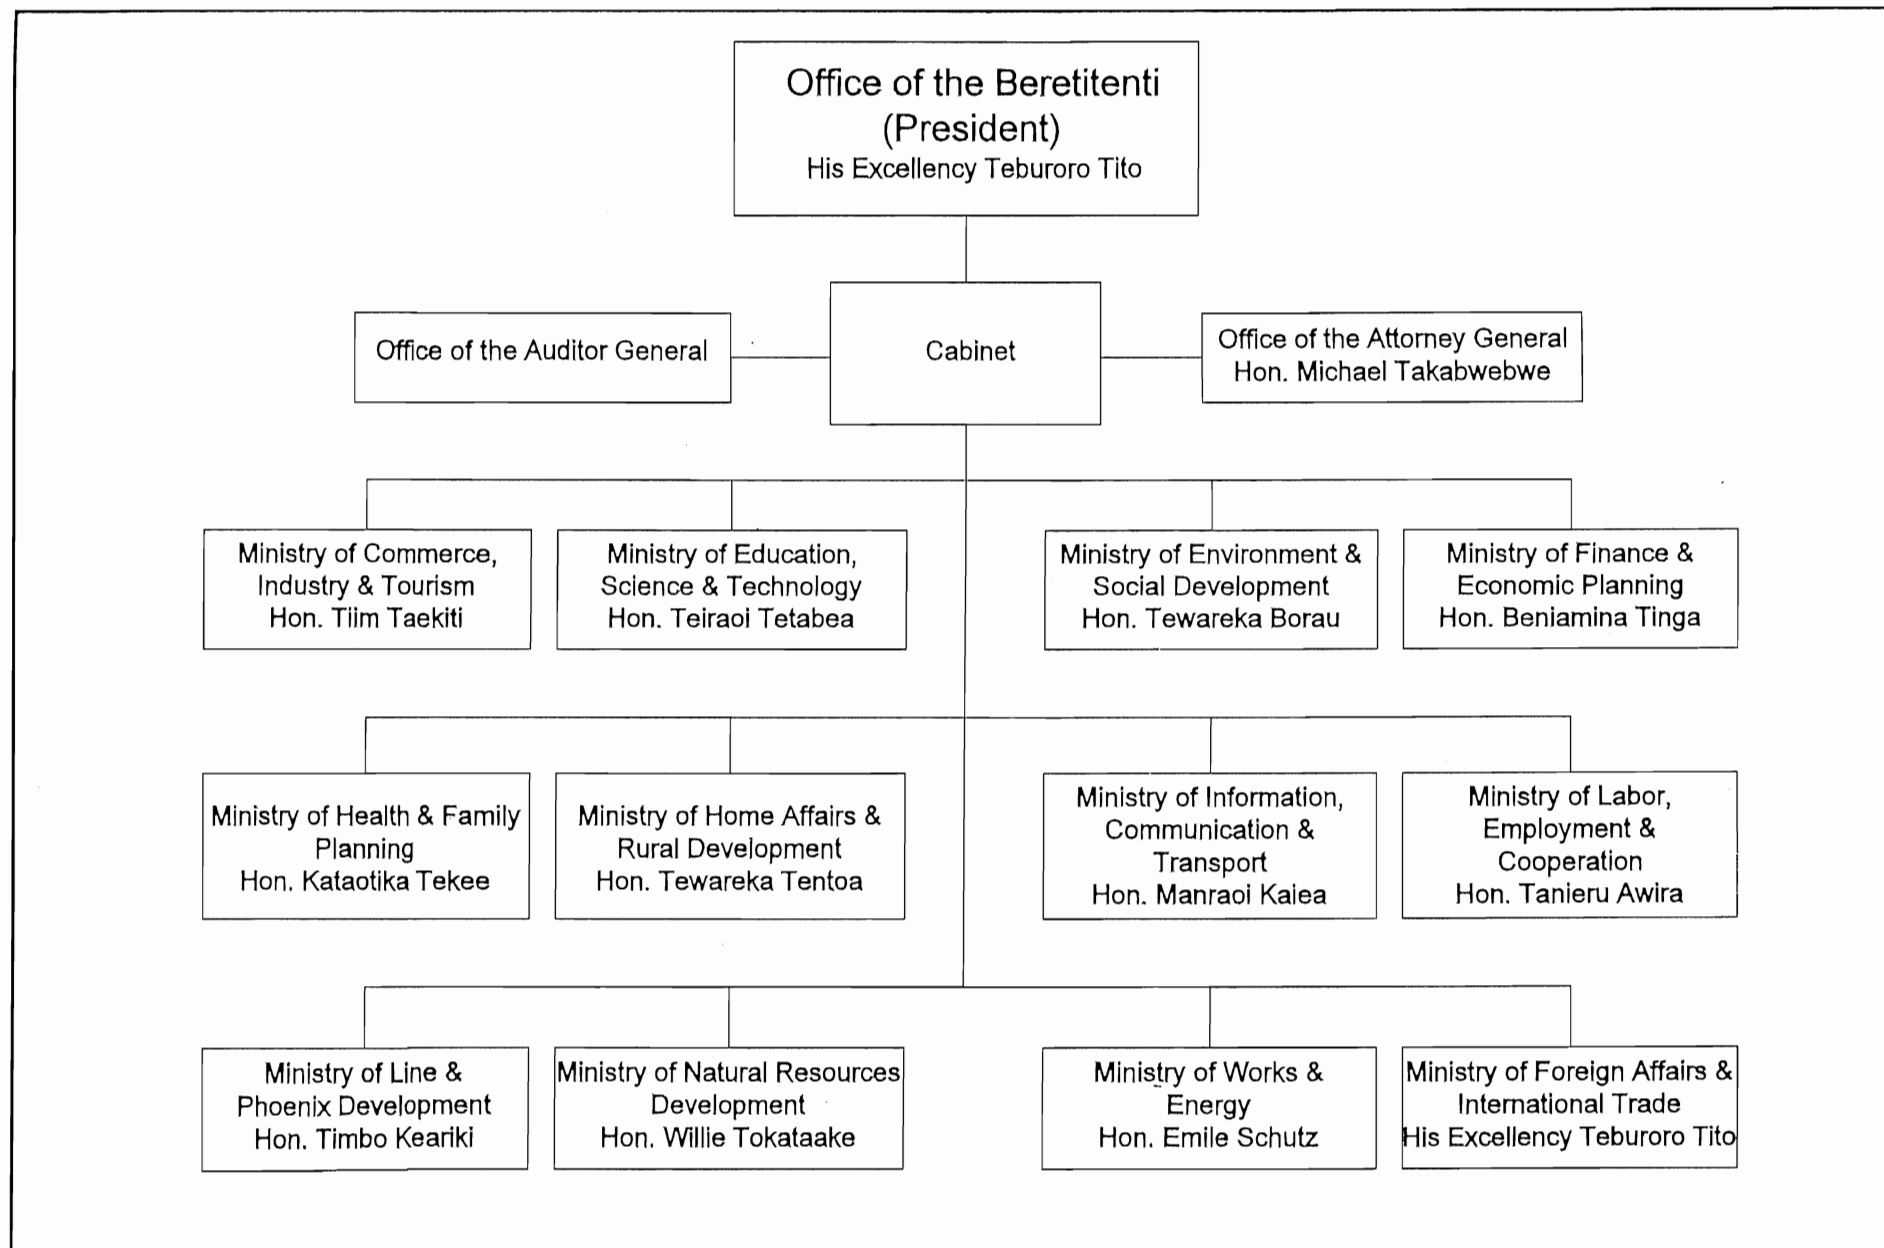 Office of the Beretitenti
(President)
His Excellency Teburoro Tito
Office of the Auditor General
Cabinet
Office of the Attorney General
Hon. Michael Takabwebwe
Ministry of Commerce,
Industry & Tourism
Hon. Tiim Taekiti
Ministry of Education,
Science & Technology
Hon. Teiraoi Tetabea
Ministry of Environment &
Social Development
Hon. Tewareka Borau
Ministry of Finance &
Economic Planning
Hon. Beniamina Tinga
Ministry of Health & Family
Planning
Hon. Kataotika Tekee
Ministry of Home Affairs &
Rural Development
Hon. Tewareka Tentoa
Ministry of Information,
Communication &
Transport
Hon. Manraoi Kaiea
Ministry of Labor,
Employment &
Cooperation
Hon. Tanieru Awira
Ministry of Line &
Phoenix Development
Hon. Timbo Keariki
Ministry of Natural Resources
Development
Hon. Willie Tokataake
Ministry of Works &
Energy
Hon. Emile Schutz
Ministry of Foreign Affairs &
International Trade
His Excellency Teburoro Tito